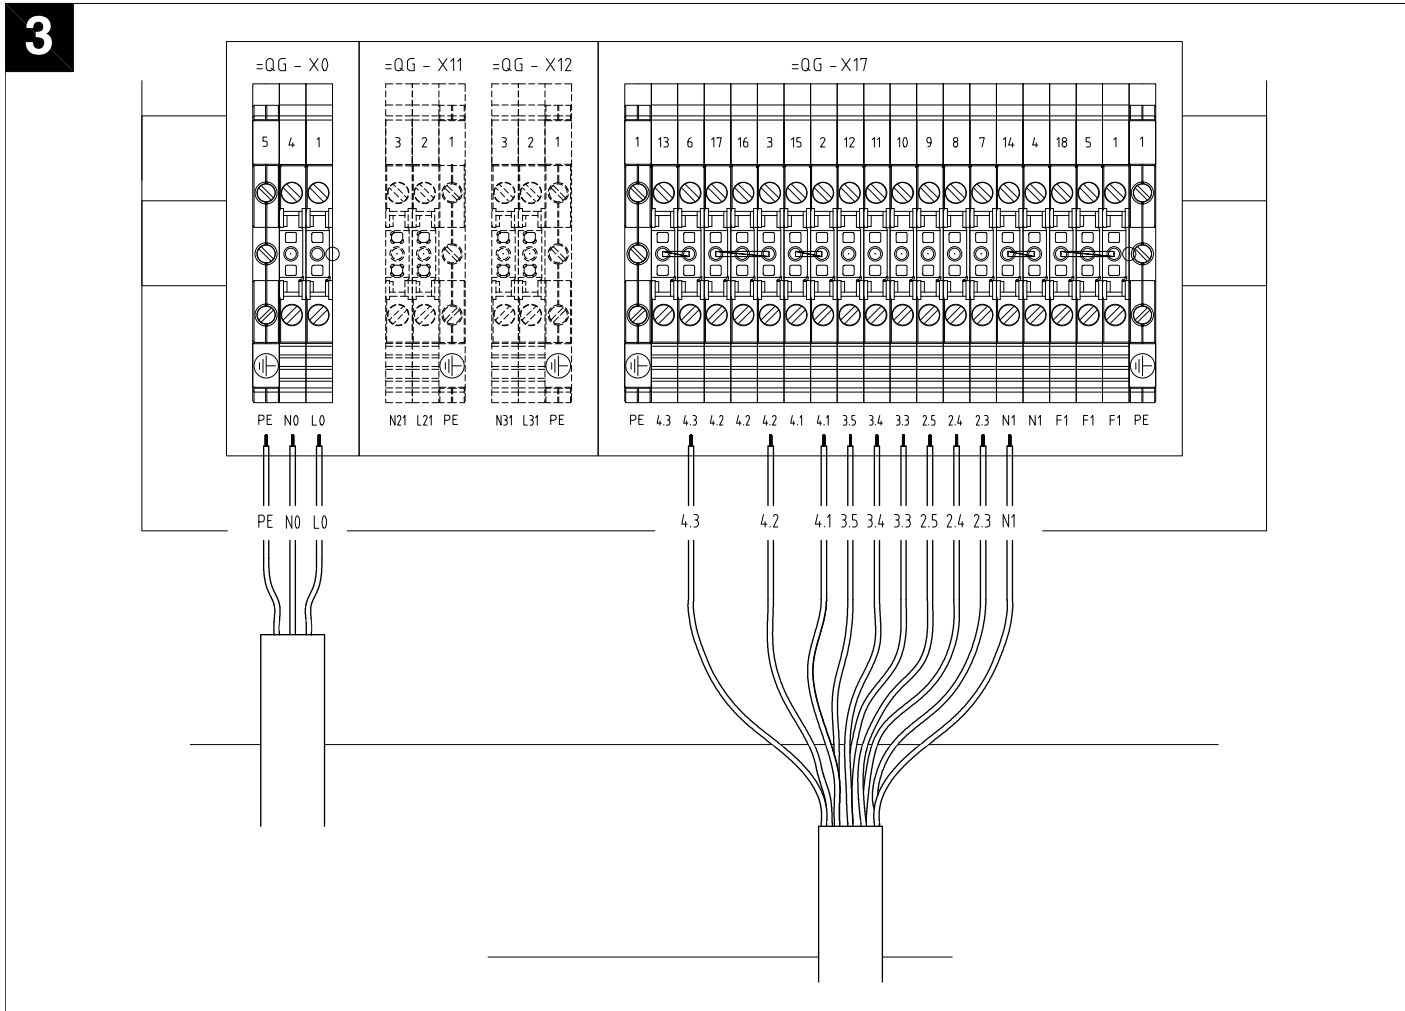 3
=QG - X0 =QG - X11 =QG - X12 =QG - X17
5 4 1 3 2 1 3 2 1 1 13 6 17 16 3 15 2 12 11 10 9 8 7 14 4 18 5 1 1
PE N0 L0 N21 L21 PE N31 L31 PE PE 4.3 4.3 4.2 4.2 4.2 4.1 4.1 3.5 3.4 3.3 2.5 2.4 2.3 N1 N1 F1 F1 F1 PE
PE N0 L0 4.3 4.2 4.1 3.5 3.4 3.3 2.5 2.4 2.3 N1